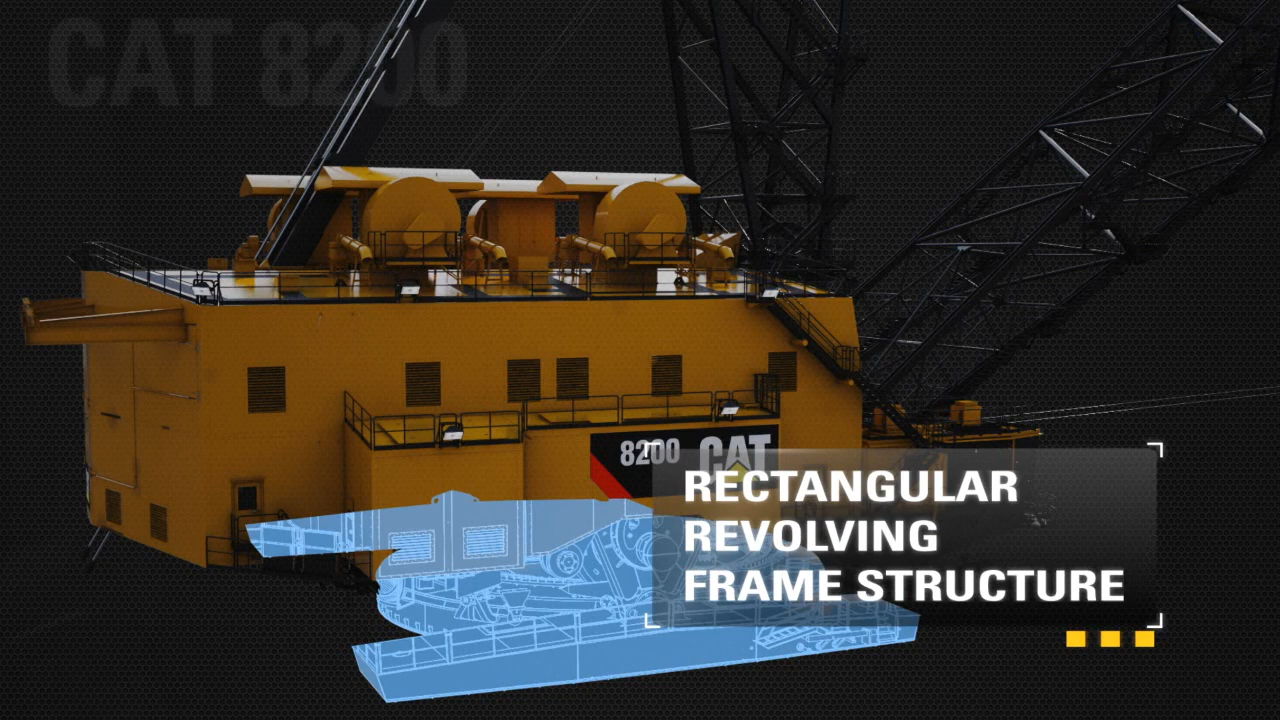 CAT 8200
8200 CAT
RECTANGULAR
REVOLVING
FRAME STRUCTURE